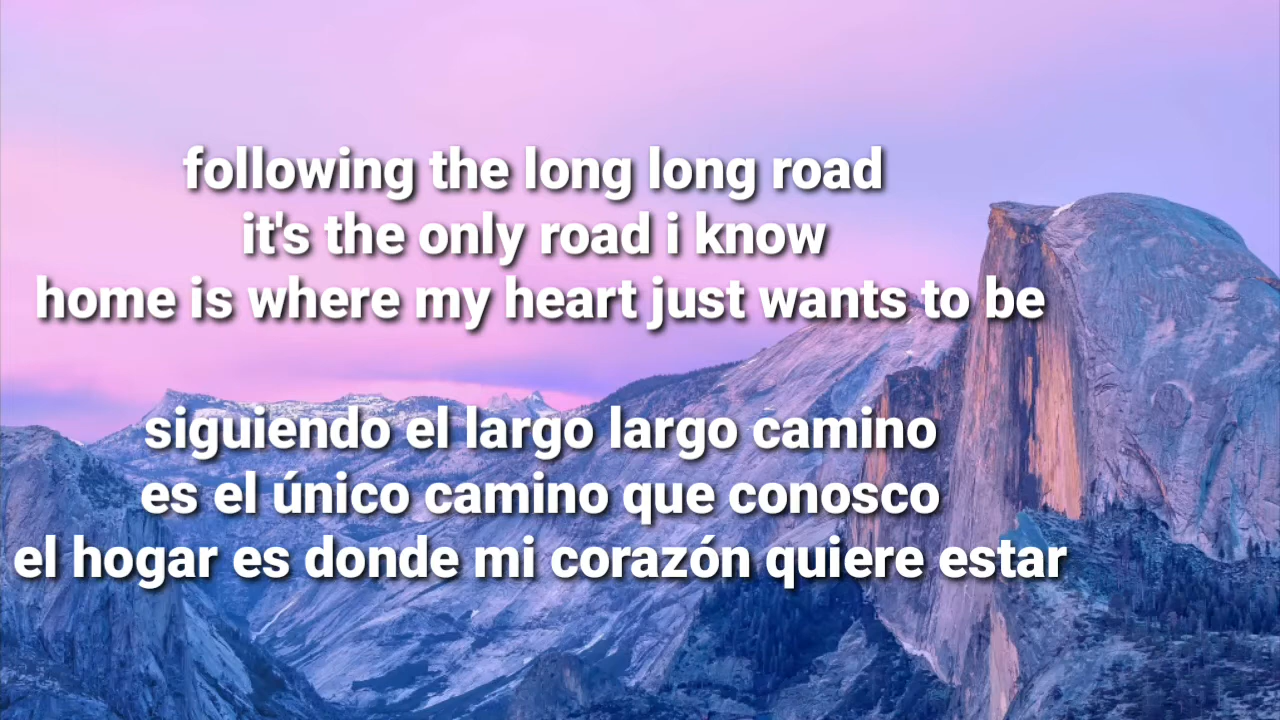 following the long long road
it's the only road i know
home is where my heart just wants to be
siguiendo el largo largo camino
es el único camino que conosco
el hogar es donde mi corazón quiere estar